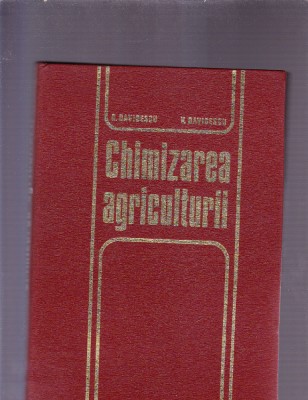 D. DAVIDESCU V. DAVIDESCU
Chimizarea
agriculturii